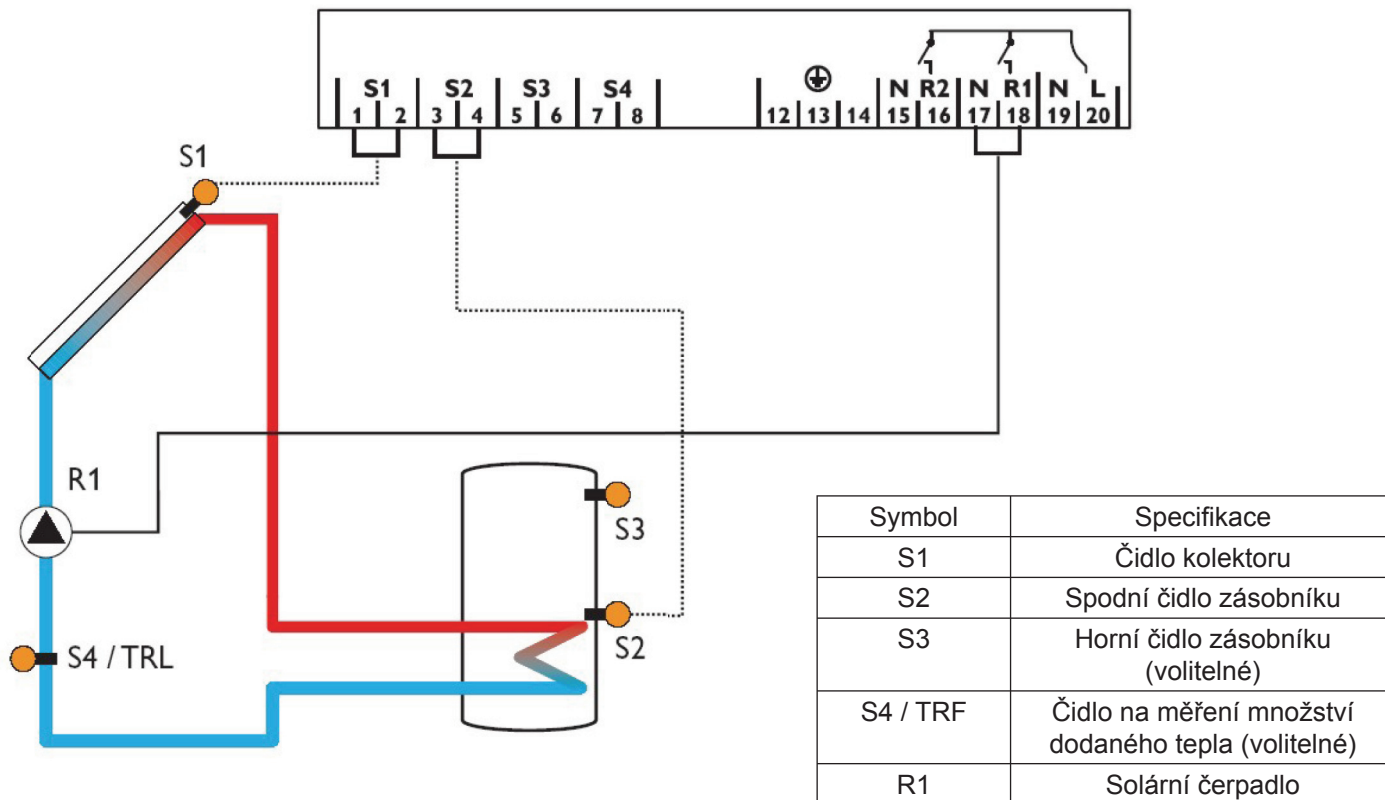 S1 S2 S3 S4 N R2 N R1 N L
1 2 3 4 5 6 7 8 12 13 14 15 16 17 18 19 20
S1
R1
S3
S2
S4 / TRL
Symbol Specifikace
S1 Čidlo kolektoru
S2 Spodní čidlo zásobníku
S3 Horní čidlo zásobníku
(volitelné)
S4 / TRF Čidlo na měření množství
dodaného tepla (volitelné)
R1 Solární čerpadlo